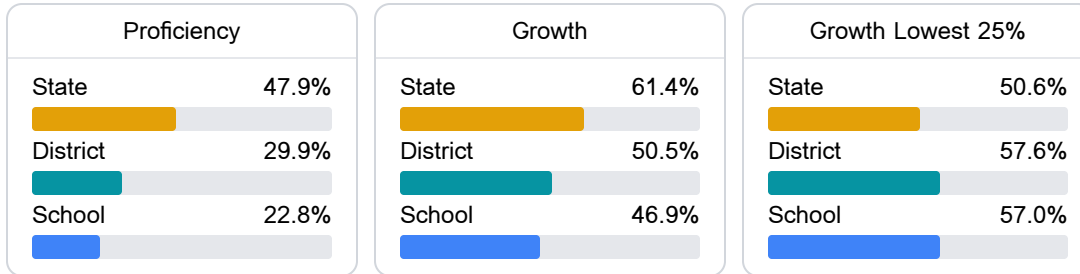 Proficiency
State 47.9%
District 29.9%
School 22.8%
Growth
State 61.4%
District 50.5%
School 46.9%
Growth Lowest 25%
State 50.6%
District 57.6%
School 57.0%